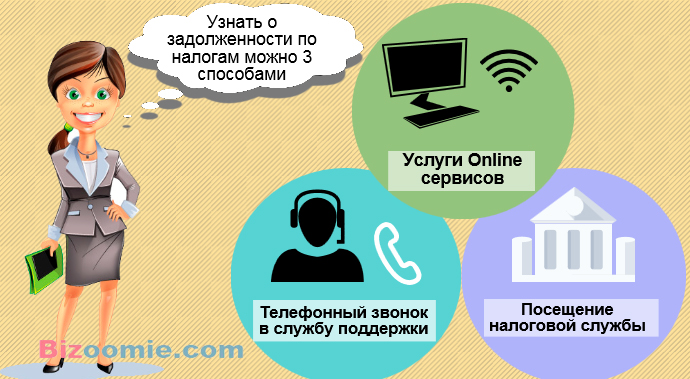 Узнать о
задолженности по
налогам можно 3
способами
Услуги Online
сервисов
Телефонный звонок
в службу поддержки
Посещение
налоговой службы
Bizoomie.com